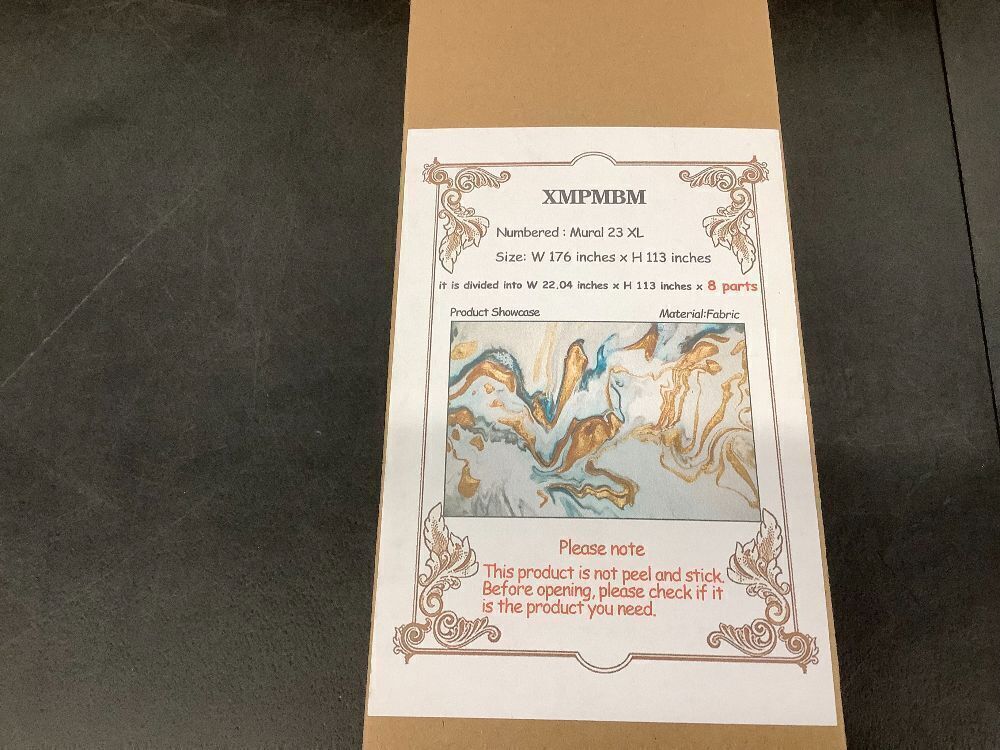 XMPMBM
Numbered : Mural 23 XL
Size: W 176 inches x H 113 inches
it is divided into W 22.04 inches x H 113 inches x 8 parts
Product Showcase Material:Fabric
Please note
This product is not peel and stick.
Before opening, please check if it
is the product you need.